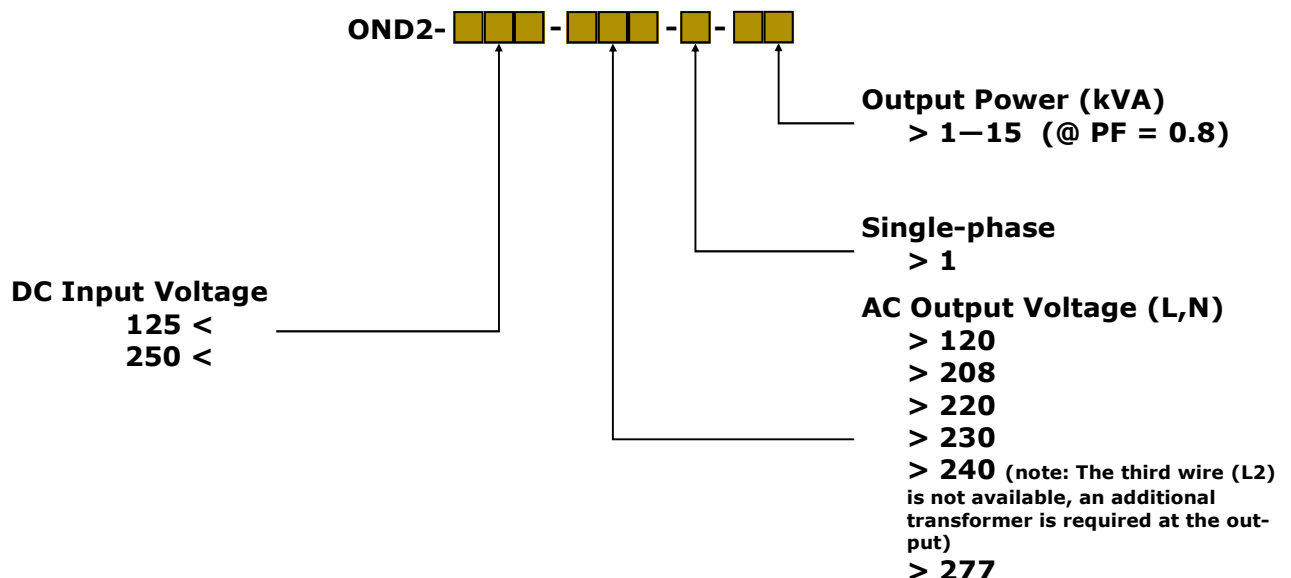 OND2- - - -
Output Power (kVA)
> 1—15 (@ PF = 0.8)
Single-phase
> 1
DC Input Voltage
125 <
250 <
AC Output Voltage (L,N)
> 120
> 208
> 220
> 230
> 240 (note: The third wire (L2)
is not available, an additional
transformer is required at the out-
put)
> 277